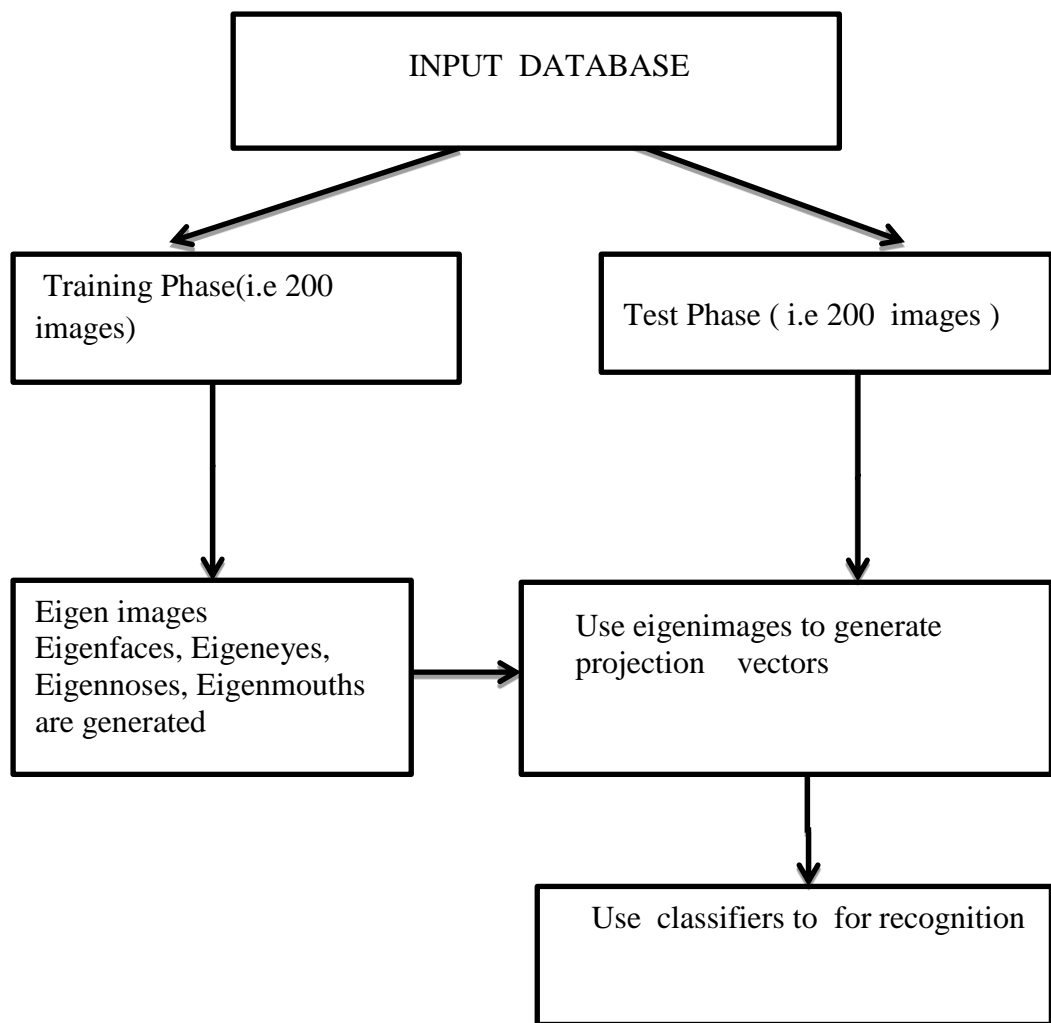 INPUT DATABASE
Training Phase(i.e 200
images)
Test Phase ( i.e 200 images )
Eigen images
Eigenfaces, Eigeneyes,
Eigennoses, Eigenmouths
are generated
Use eigenimages to generate
projection vectors
Use classifiers to for recognition